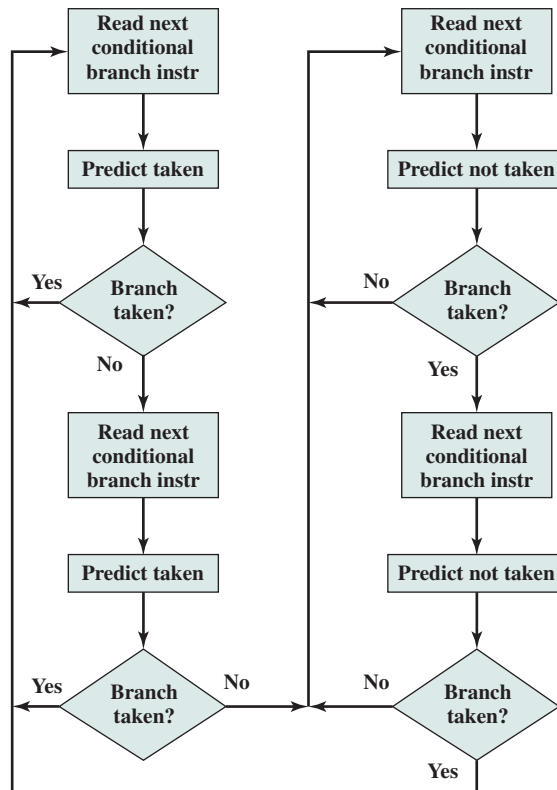 Read next
conditional
branch instr
Predict taken
Yes
Branch
taken?
No
Read next
conditional
branch instr
Predict taken
Yes
Branch
taken?
No
Read next
conditional
branch instr
Predict not taken
No
Branch
taken?
Yes
Read next
conditional
branch instr
Predict not taken
No
Branch
taken?
Yes